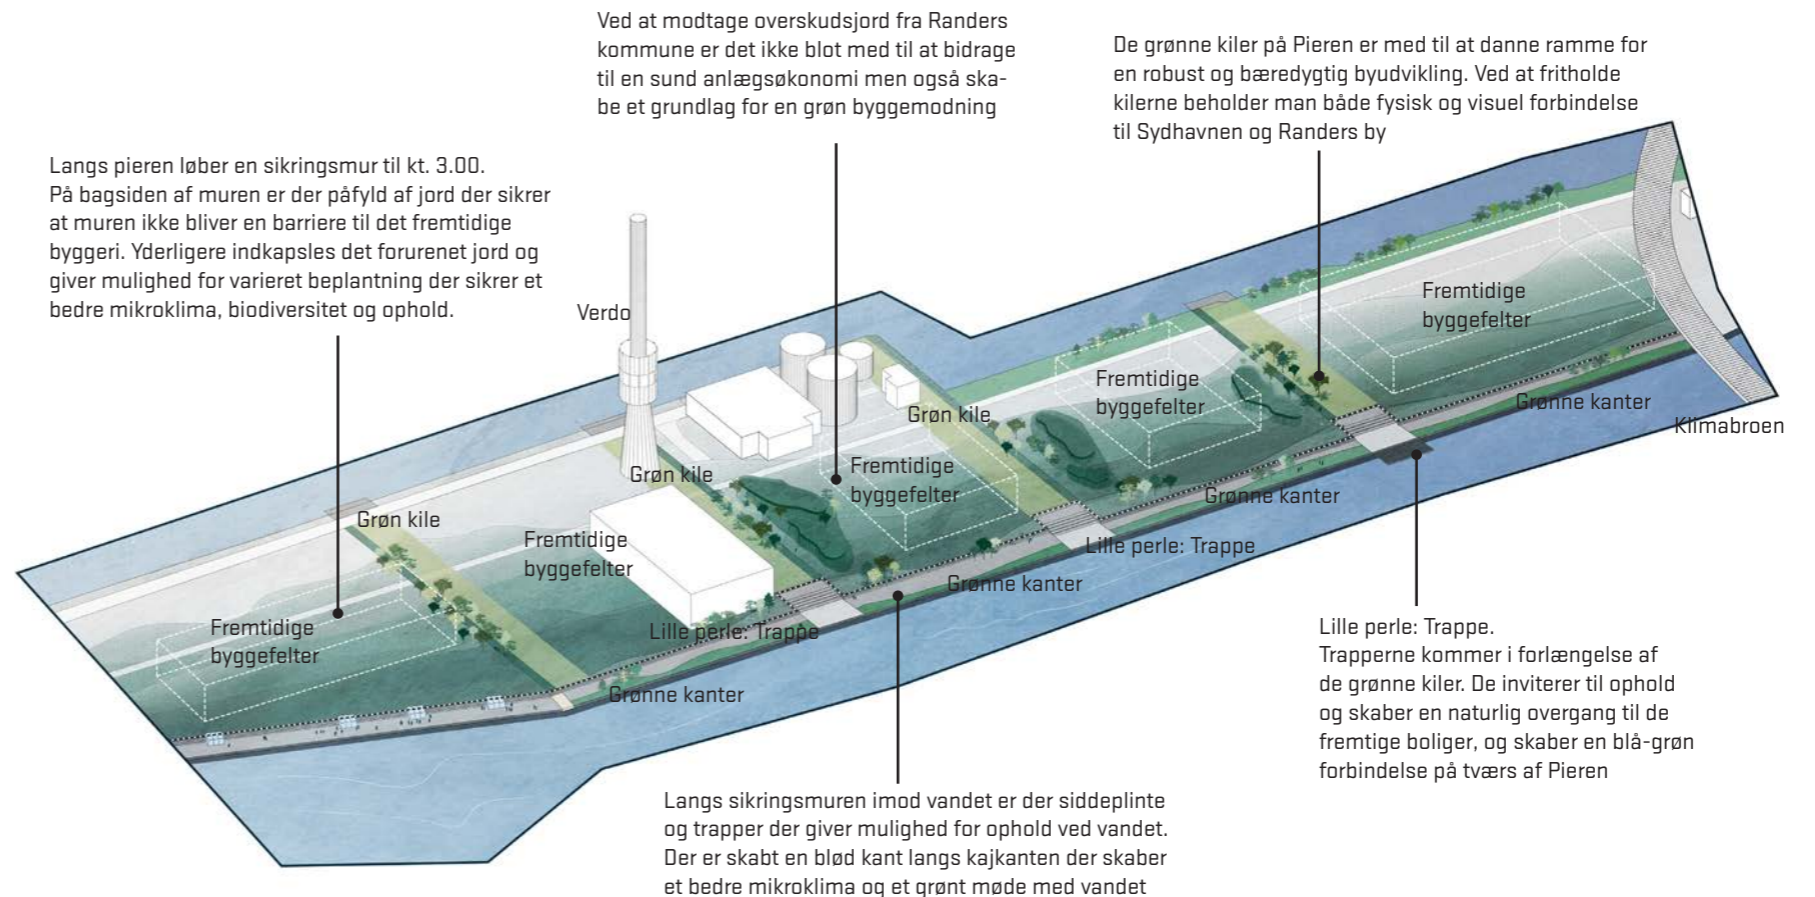 Ved at modtage overskudsjord fra Randers
kommune er det ikke blot med til at bidrage
til en sund anlægsøkonomi men også ska-
be et grundlag for en grøn byggemodning
De grønne kiler på Pieren er med til at danne ramme for
en robust og bæredygtig byudvikling. Ved at fritholde
kilerne beholder man både fysisk og visuel forbindelse
til Sydhavnen og Randers by
Langs pieren løber en sikringsmur til kt. 3.00.
På bagsiden af muren er der påfyld af jord der sikrer
at muren ikke bliver en barriere til det fremtidige
byggeri. Yderligere indkapsles det forurenet jord og
giver mulighed for varieret beplantning der sikrer et
bedre mikroklima, biodiversitet og ophold.
Verdo
Fremtidige
byggefelter
Fremtidige
byggefelter
Grønne kanter
Klimabroen
Grøn kile
Fremtidige
byggefelter
Grøn kile
Grønne kanter
Grøn kile
Fremtidige
byggefelter
Lille perle: Trappe
Grønne kanter
Fremtidige
byggefelter
Lille perle: Trappe
Grønne kanter
Lille perle: Trappe.
Trapperne kommer i forlængelse af
de grønne kiler. De inviterer til ophold
og skaber en naturlig overgang til de
fremtige boliger, og skaber en blå-grøn
forbindelse på tværs af Pieren
Langs sikringsmuren imod vandet er der siddeplinte
og trapper der giver mulighed for ophold ved vandet.
Der er skabt en blød kant langs kajkanten der skaber
et bedre mikroklima og et grønt møde med vandet